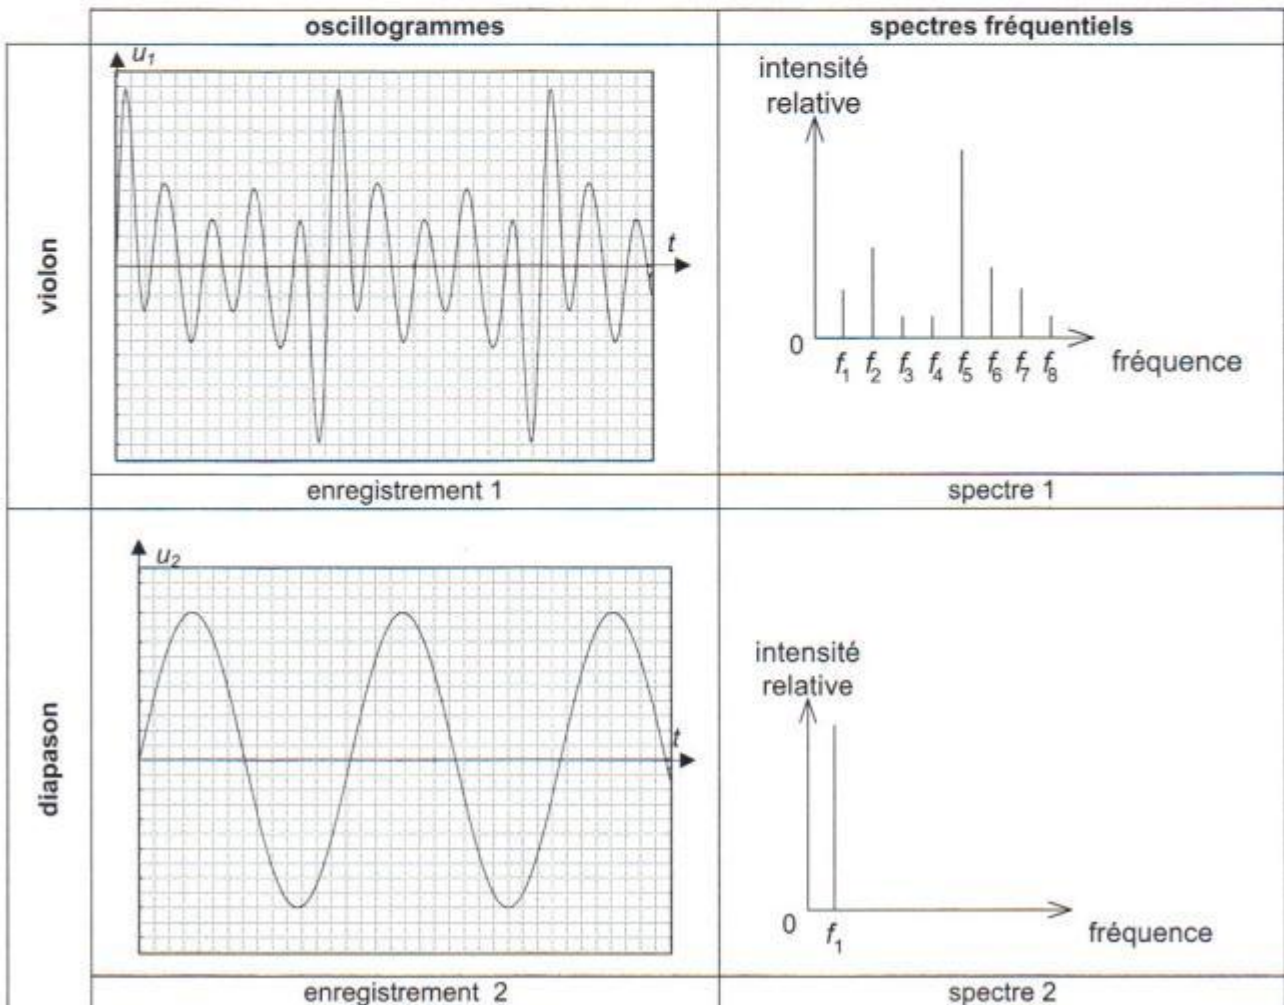 oscillogrammes
spectres fréquentiels
violon
u1
t
intensité
relative
0
f1 f2 f3 f4 f5 f6 f7 f8
fréquence
enregistrement 1
spectre 1
diapason
u2
t
intensité
relative
0
f1
fréquence
enregistrement 2
spectre 2